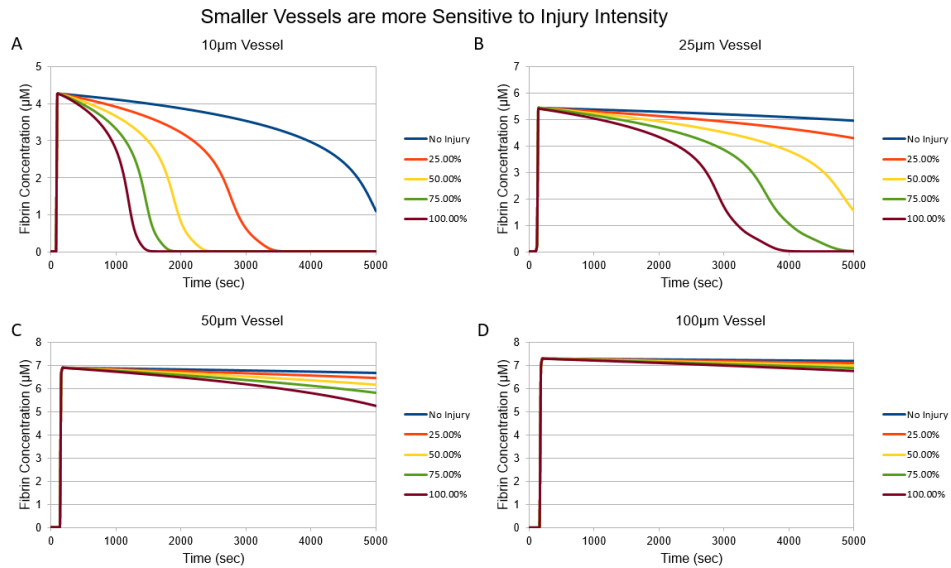 Smaller Vessels are more Sensitive to Injury Intensity
A
10µm Vessel
Fibrin Concentration (µM)
5
4
3
2
1
0
0 1000 2000 3000 4000 5000
Time (sec)
No Injury
25.00%
50.00%
75.00%
100.00%
B
25µm Vessel
Fibrin Concentration (µM)
7
6
5
4
3
2
1
0
0 1000 2000 3000 4000 5000
Time (sec)
No Injury
25.00%
50.00%
75.00%
100.00%
C
50µm Vessel
Fibrin Concentration (µM)
8
7
6
5
4
3
2
1
0
0 1000 2000 3000 4000 5000
Time (sec)
No Injury
25.00%
50.00%
75.00%
100.00%
D
100µm Vessel
Fibrin Concentration (µM)
8
7
6
5
4
3
2
1
0
0 1000 2000 3000 4000 5000
Time (sec)
No Injury
25.00%
50.00%
75.00%
100.00%